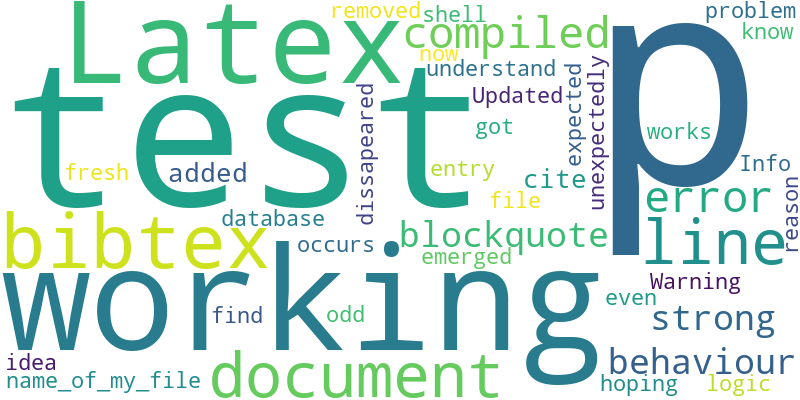 removed
shell
problem
Latex
compiled
know
now
understand
p
test
dissapeared
Updated
expected
unexpectedly
got
works
fresh
added
entry
cite
Info
file
error
reason
bibtex
database
occurs
blockquote
line
emerged
working
Warning
find
odd
even
strong
idea
document
behaviour
name_of_my_file
hoping
logic